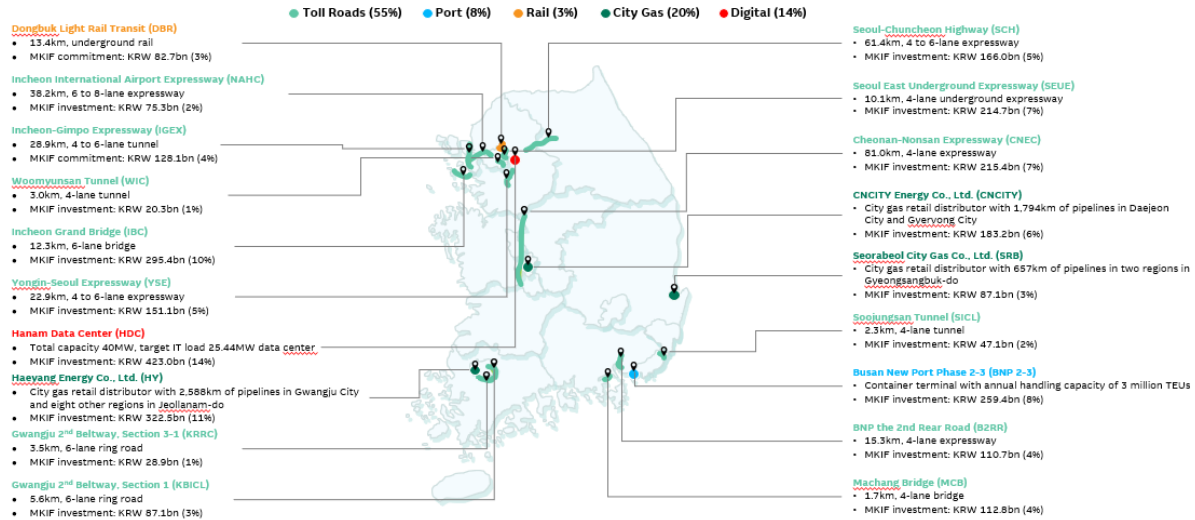 Toll Roads (55%) Port (8%) Rail (3%) City Gas (20%) Digital (14%)
Dongbuk Light Rail Transit (DBR)
• 13.4km, underground rail
• MKIF commitment: KRW 82.7bn (3%)
Incheon International Airport Expressway (NAHC)
• 38.2km, 6 to 8-lane expressway
• MKIF investment: KRW 75.3bn (2%)
Incheon-Gimpo Expressway (IGEX)
• 28.9km, 4 to 6-lane tunnel
• MKIF commitment: KRW 128.1bn (4%)
Woomyunsan Tunnel (WIC)
• 3.0km, 4-lane tunnel
• MKIF investment: KRW 20.3bn (1%)
Incheon Grand Bridge (IBC)
• 12.3km, 6-lane bridge
• MKIF investment: KRW 295.4bn (10%)
Yongin-Seoul Expressway (YSE)
• 22.9km, 4 to 6-lane expressway
• MKIF investment: KRW 151.1bn (5%)
Hanam Data Center (HDC)
• Total capacity 40MW, target IT load 25.44MW data center
• MKIF investment: KRW 423.0bn (14%)
Haeyang Energy Co., Ltd. (HY)
• City gas retail distributor with 2,588km of pipelines in Gwangju City
and eight other regions in Jeollanam-do
• MKIF investment: KRW 322.5bn (11%)
Gwangju 2nd Beltway, Section 3-1 (KRRC)
• 3.5km, 6-lane ring road
• MKIF investment: KRW 28.9bn (1%)
Gwangju 2nd Beltway, Section 1 (KBICL)
• 5.6km, 6-lane ring road
• MKIF investment: KRW 87.1bn (3%)
Seoul-Chuncheon Highway (SCH)
• 61.4km, 4 to 6-lane expressway
• MKIF investment: KRW 166.0bn (5%)
Seoul East Underground Expressway (SEUE)
• 10.1km, 4-lane underground expressway
• MKIF investment: KRW 214.7bn (7%)
Cheonan-Nonsan Expressway (CNEC)
• 81.0km, 4-lane expressway
• MKIF investment: KRW 215.4bn (7%)
CNCITY Energy Co., Ltd. (CNCITY)
• City gas retail distributor with 1,794km of pipelines in Daejeon
City and Gyeryong City
• MKIF investment: KRW 183.2bn (6%)
Seorabeol City Gas Co., Ltd. (SRB)
• City gas retail distributor with 657km of pipelines in two regions in
Gyeongsangbuk-do
• MKIF investment: KRW 87.1bn (3%)
Soojungsan Tunnel (SICL)
• 2.3km, 4-lane tunnel
• MKIF investment: KRW 47.1bn (2%)
Busan New Port Phase 2-3 (BNP 2-3)
• Container terminal with annual handling capacity of 3 million TEUs
• MKIF investment: KRW 259.4bn (8%)
BNP the 2nd Rear Road (B2RR)
• 15.3km, 4-lane expressway
• MKIF investment: KRW 110.7bn (4%)
Machang Bridge (MCB)
• 1.7km, 4-lane bridge
• MKIF investment: KRW 112.8bn (4%)